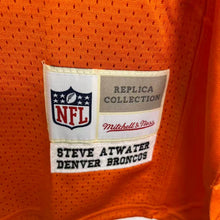 NFL
REPLICA
COLLECTION
Mitchell & Ness
STEVE ATWATER
DENVER BRONCOS